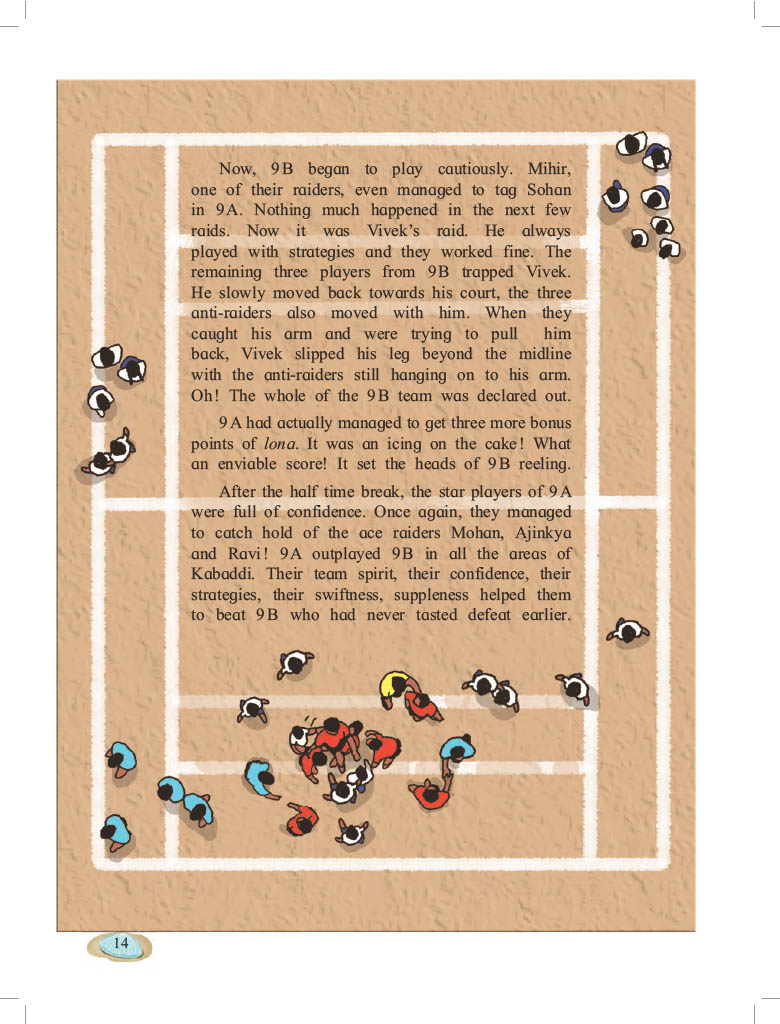 Now, 9B began to play cautiously. Mihir,
one of their raiders, even managed to tag Sohan
in 9A. Nothing much happened in the next few
raids. Now it was Vivek's raid. He always
played with strategies and they worked fine. The
remaining three players from 9B trapped Vivek.
He slowly moved back towards his court, the three
anti-raiders also moved with him. When they
caught his arm and were trying to pull him
back, Vivek slipped his leg beyond the midline
with the anti-raiders still hanging on to his arm.
Oh! The whole of the 9B team was declared out.
9A had actually managed to get three more bonus
points of lona. It was an icing on the cake! What
an enviable score! It set the heads of 9B reeling.
After the half time break, the star players of 9A
were full of confidence. Once again, they managed
to catch hold of the ace raiders Mohan, Ajinkya
and Ravi! 9A outplayed 9B in all the areas of
Kabaddi. Their team spirit, their confidence, their
strategies, their swiftness, suppleness helped them
to beat 9B who had never tasted defeat earlier.
14